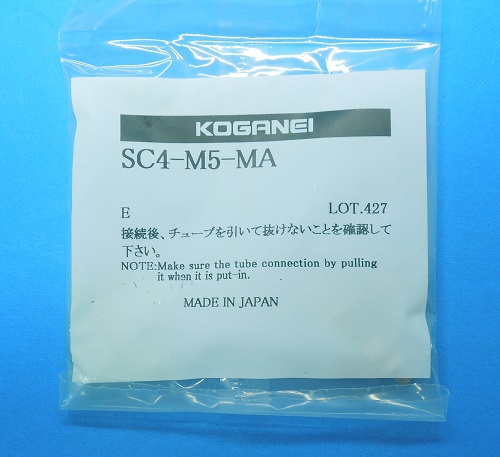 KOGANEI
SC4-M5-MA
E LOT.427
接続後、チューブを引いて抜けないことを確認して
下さい。
NOTE:Make sure the tube connection by pulling
it when it is put-in.
MADE IN JAPAN